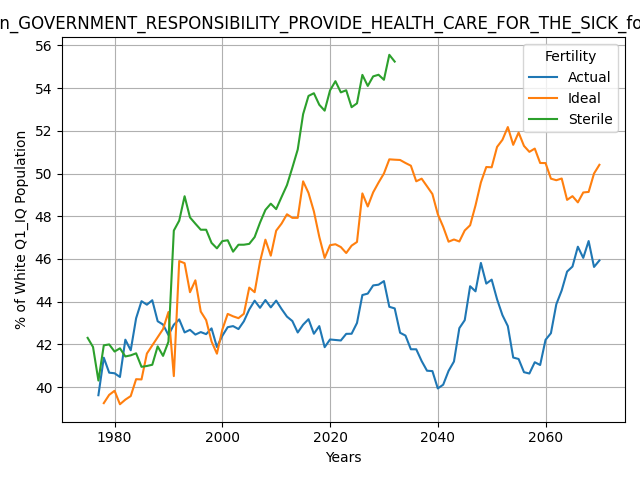 n_GOVERNMENT_RESPONSIBILITY_PROVIDE_HEALTH_CARE_FOR_THE_SICK_fo
Fertility
Actual
Ideal
Sterile
% of White Q1_IQ Population
56
54
52
50
48
46
44
42
40
1980
2000
2020
2040
2060
Years